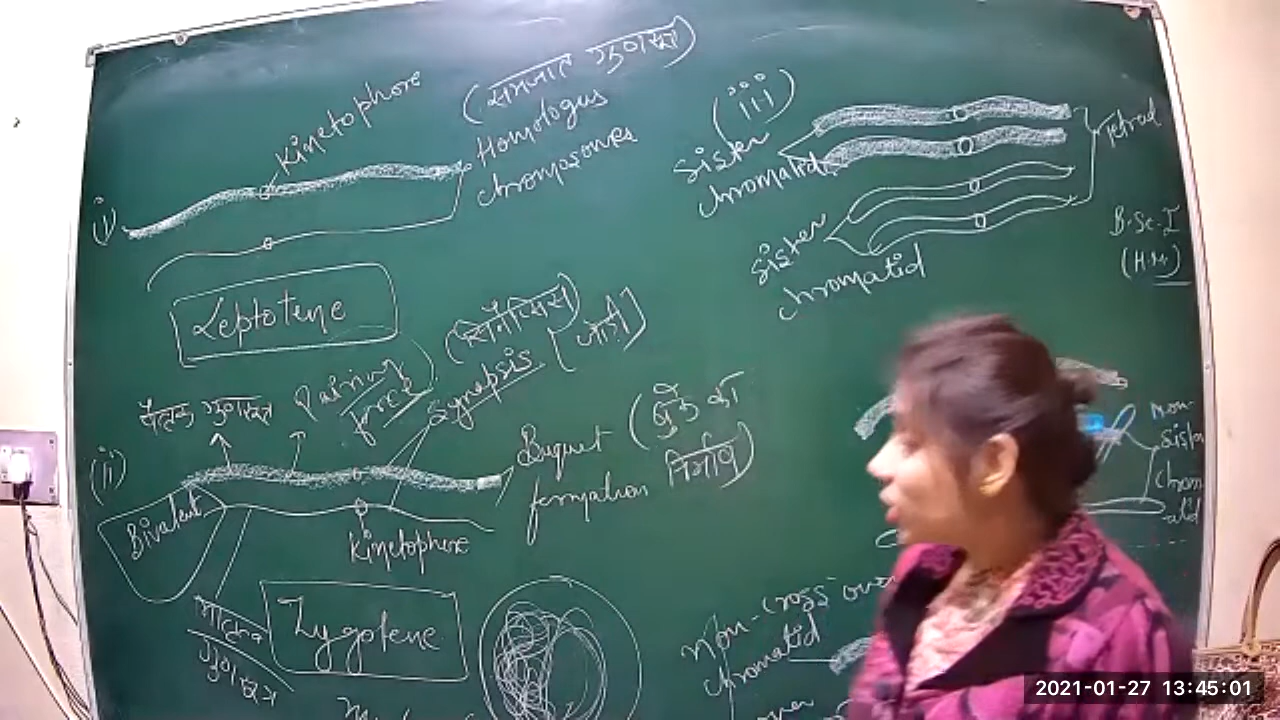 (समजात गुणसूत्र)
Kinetophore
Homologus
chromosomes
(i)
Leptotene
(iii)
Sister
chromatid
Tetrad
Sister
chromatid
B.Sc-I
(H.M)
(सिनैप्सिस)
Synapsis [जोड़ी]
पैतृक गुणसूत्र
Pairing
force
(ii)
Bivalent
Kinetophore
Buquet (बुके का
formation निर्माण)
मातृक
गुणसूत्र
Zygotene
non-
sister
chrom
atid
non-cross over
chromatid
2021-01-27 13:45:01